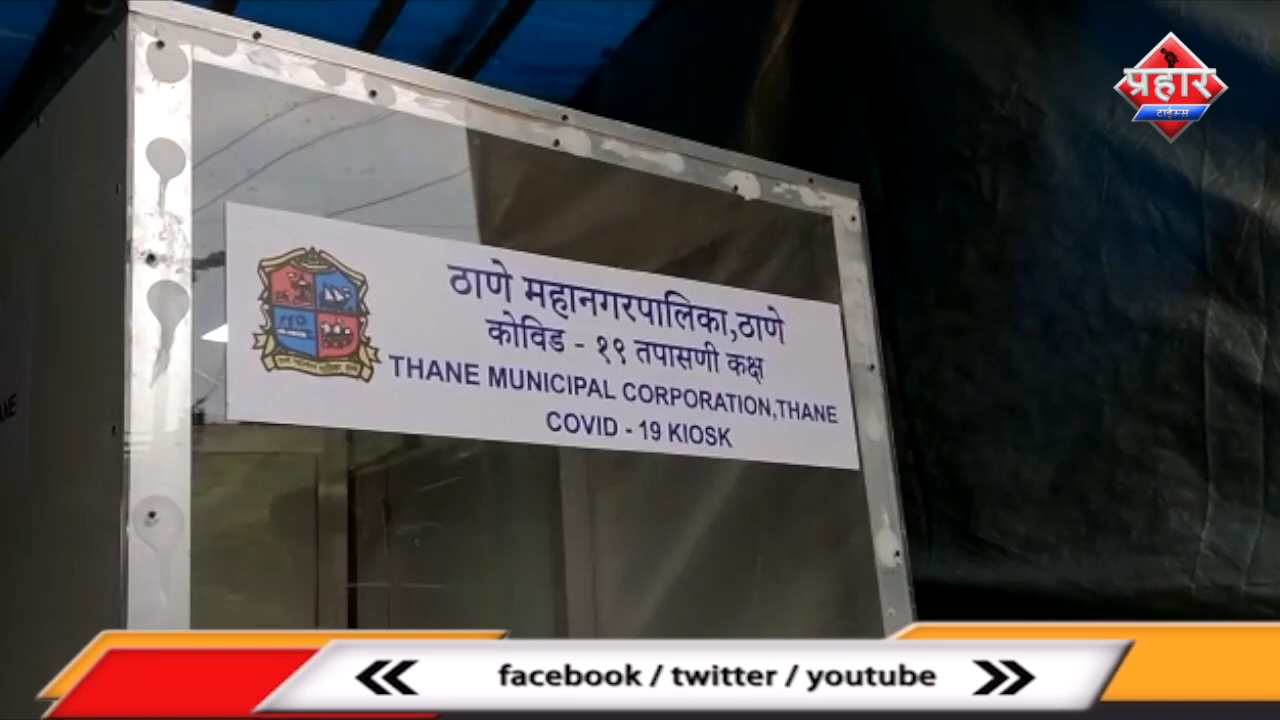 प्रहार
टाईम्स
ठाणे महानगरपालिका,ठाणे
कोविड - १९ तपासणी कक्ष
THANE MUNICIPAL CORPORATION,THANE
COVID - 19 KIOSK
facebook / twitter / youtube